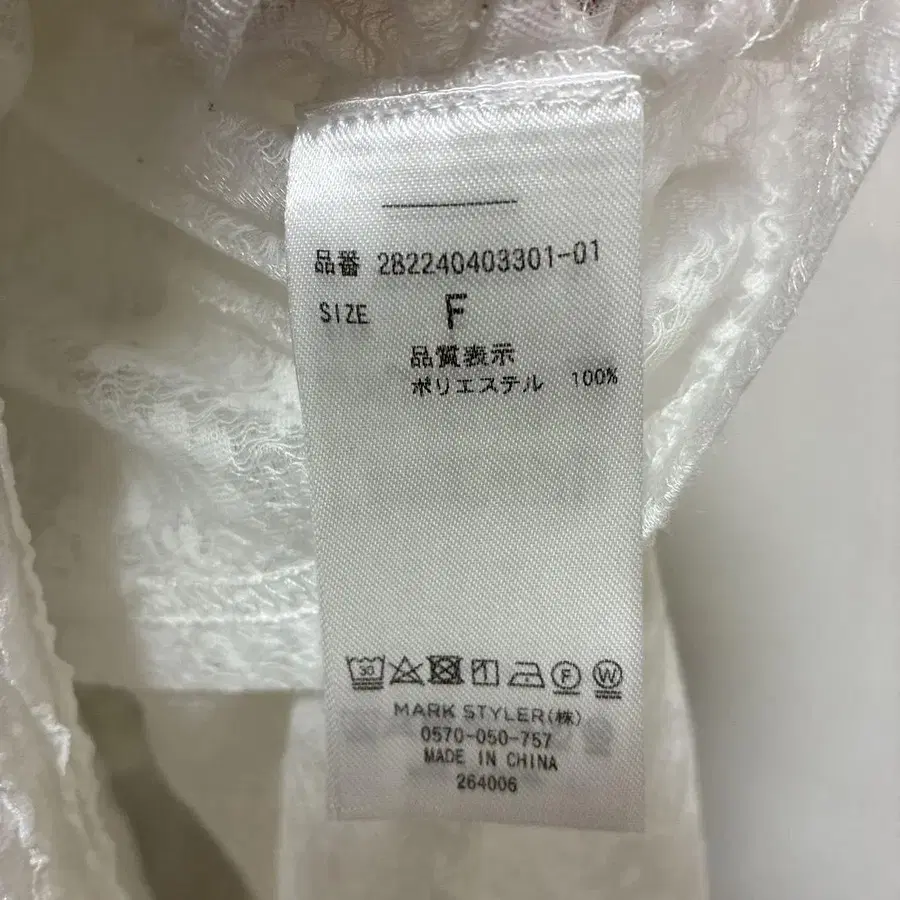 品番 282240403301-01
SIZE F
品質表示
ポリエステル 100%
30 F W
MARK STYLER(株)
0570-050-757
MADE IN CHINA
264006